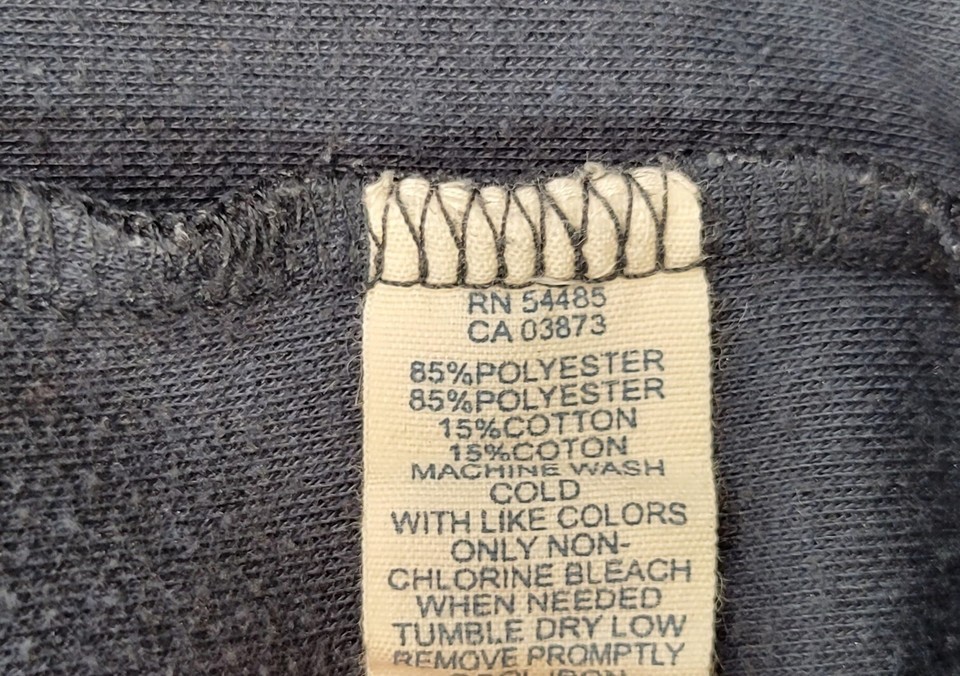 RN 54485
CA 03873
85%POLYESTER
85%POLYESTER
15%COTTON
15%COTON
MACHINE WASH
COLD
WITH LIKE COLORS
ONLY NON-
CHLORINE BLEACH
WHEN NEEDED
TUMBLE DRY LOW
REMOVE PROMPTLY